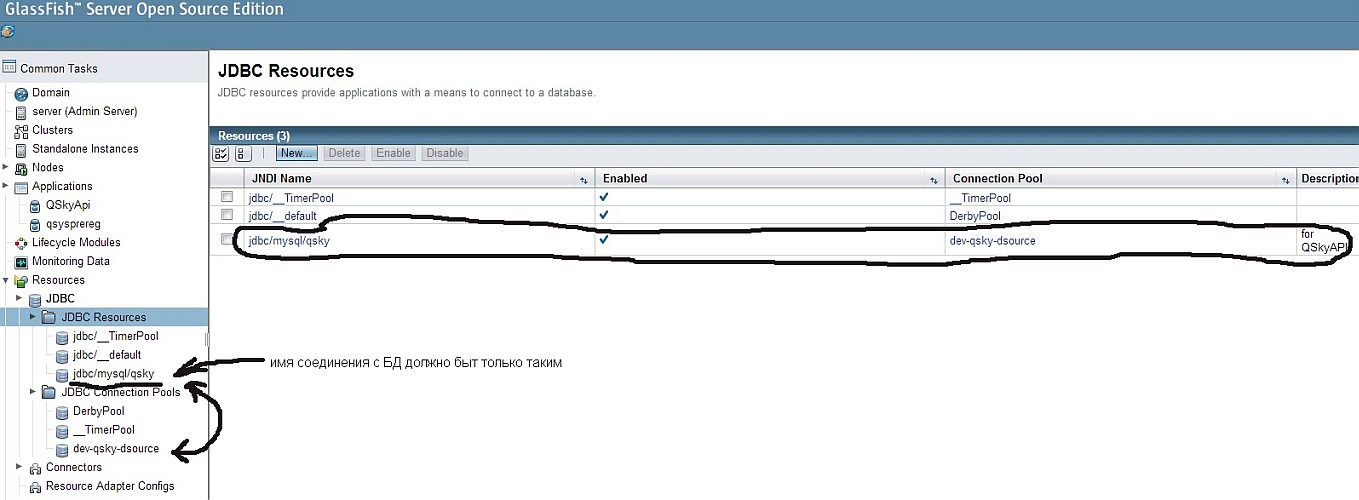 GlassFish™ Server Open Source Edition
Common Tasks
Domain
server (Admin Server)
Clusters
Standalone Instances
Nodes
Applications
QSkyApi
qsysprereg
Lifecycle Modules
Monitoring Data
Resources
JDBC
JDBC Resources
jdbc/__TimerPool
jdbc/__default
jdbc/mysql/qsky
JDBC Connection Pools
DerbyPool
__TimerPool
dev-qsky-dsource
Connectors
Resource Adapter Configs
JDBC Resources
JDBC resources provide applications with a means to connect to a database.
Resources (3)
New... Delete Enable Disable
JNDI Name Enabled Connection Pool Description
jdbc/__TimerPool __TimerPool
jdbc/__default DerbyPool
jdbc/mysql/qsky dev-qsky-dsource for
QSkyAPI
имя соединения с БД должно быт только таким